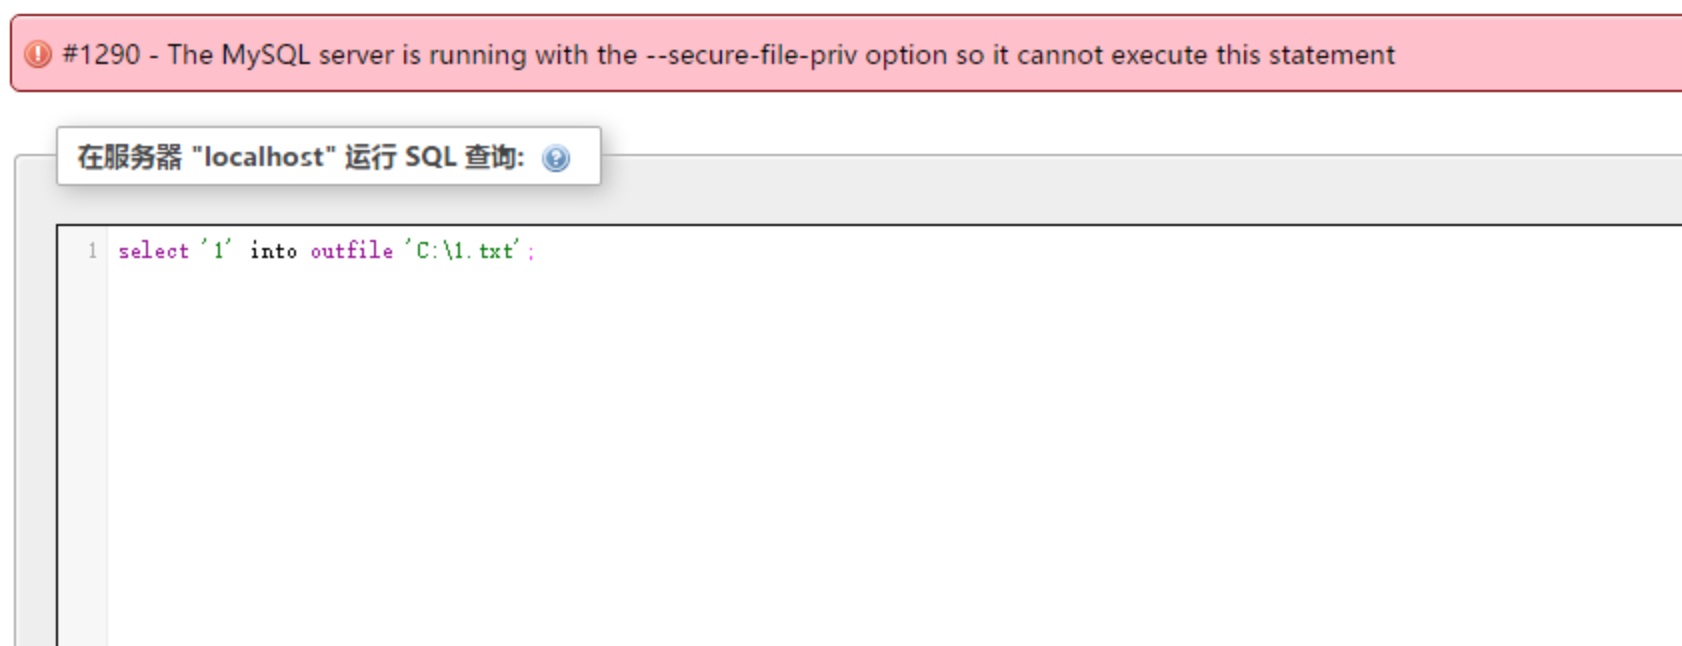 #1290 - The MySQL server is running with the --secure-file-priv option so it cannot execute this statement
在服务器 "localhost" 运行 SQL 查询:
1 select '1' into outfile 'C:\1.txt';